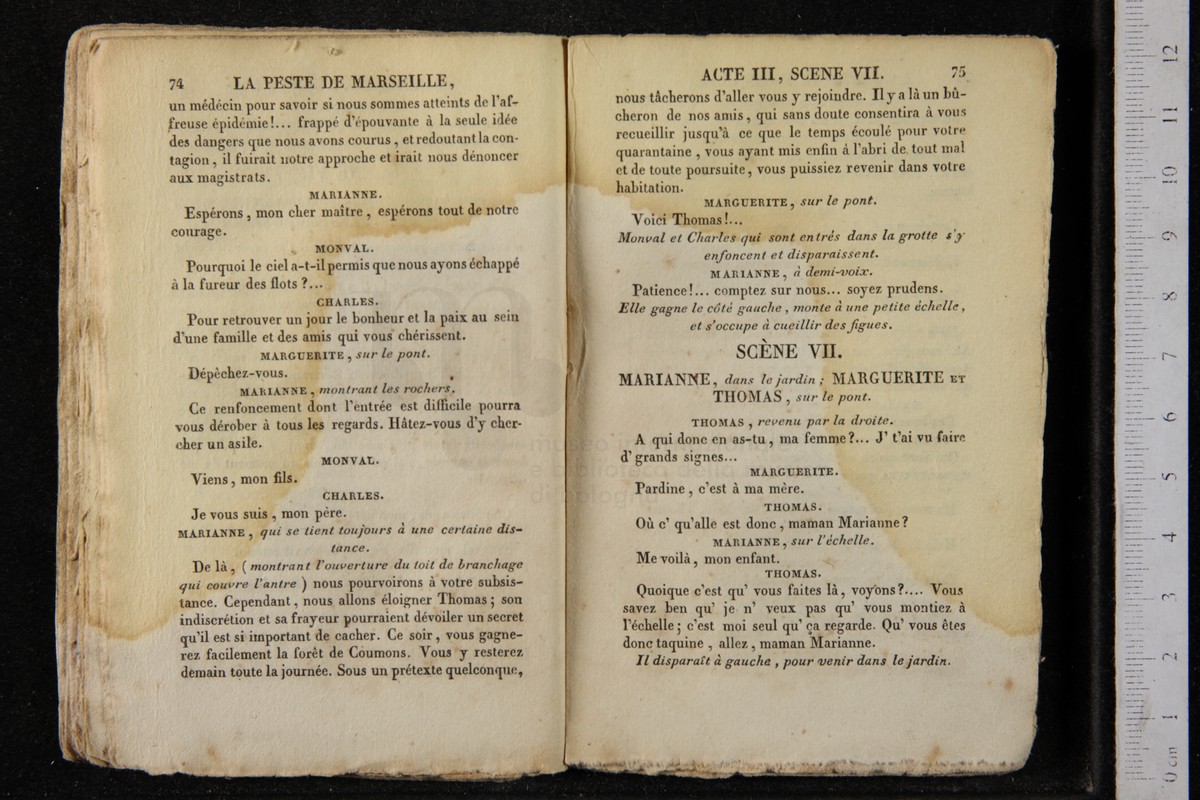 74 LA PESTE DE MARSEILLE,
un médécin pour savoir si nous sommes atteints de l'af-
freuse épidémie!... frappé d'épouvante à la seule idée
des dangers que nous avons courus, et redoutant la con-
tagion, il fuirait notre approche et irait nous dénoncer
aux magistrats.
MARIANNE.
Espérons, mon cher maître, espérons tout de notre
courage.
MONVAL.
Pourquoi le ciel a-t-il permis que nous ayons échappé
à la fureur des flots?...
CHARLES.
Pour retrouver un jour le bonheur et la paix au sein
d'une famille et des amis qui vous chérissent.
MARGUERITE, sur le pont.
Dépêchez-vous.
MARIANNE, montrant les rochers.
Ce renfoncement dont l'entrée est difficile pourra
vous dérober à tous les regards. Hâtez-vous d'y cher-
cher un asile.
MONVAL.
Viens, mon fils.
CHARLES.
Je vous suis, mon père.
MARIANNE, qui se tient toujours à une certaine dis-
tance.
De là, (montrant l'ouverture du toit de branchage
qui couvre l'antre) nous pourvoirons à votre subsis-
tance. Cependant, nous allons éloigner Thomas; son
indiscrétion et sa frayeur pourraient dévoiler un secret
qu'il est si important de cacher. Ce soir, vous gagne-
rez facilement la forêt de Coumons. Vous y resterez
demain toute la journée. Sous un prétexte quelconque,
ACTE III, SCENE VII. 75
nous tâcherons d'aller vous y rejoindre. Il y a là un bû-
cheron de nos amis, qui sans doute consentira à vous
recueillir jusqu'à ce que le temps écoulé pour votre
quarantaine, vous ayant mis enfin à l'abri de tout mal
et de toute poursuite, vous puissiez revenir dans votre
habitation.
MARGUERITE, sur le pont.
Voici Thomas!...
Monval et Charles qui sont entrés dans la grotte s'y
enfoncent et disparaissent.
MARIANNE, à demi-voix.
Patience!... comptez sur nous... soyez prudens.
Elle gagne le côté gauche, monte à une petite échelle,
et s'occupe à cueillir des figues.
SCÈNE VII.
MARIANNE, dans le jardin; MARGUERITE ET
THOMAS, sur le pont.
THOMAS, revenu par la droite.
A qui donc en as-tu, ma femme?... J' t'ai vu faire
d' grands signes...
MARGUERITE.
Pardine, c'est à ma mère.
THOMAS.
Où c' qu'alle est donc, maman Marianne?
MARIANNE, sur l'échelle.
Me voilà, mon enfant.
THOMAS.
Quoique c'est qu' vous faites là, voyons?.... Vous
savez ben qu' je n' veux pas qu' vous montiez à
l'échelle; c'est moi seul qu' ça regarde. Qu' vous êtes
donc taquine, allez, maman Marianne.
Il disparaît à gauche, pour venir dans le jardin.
0 cm 1 2 3 4 5 6 7 8 9 10 11 12